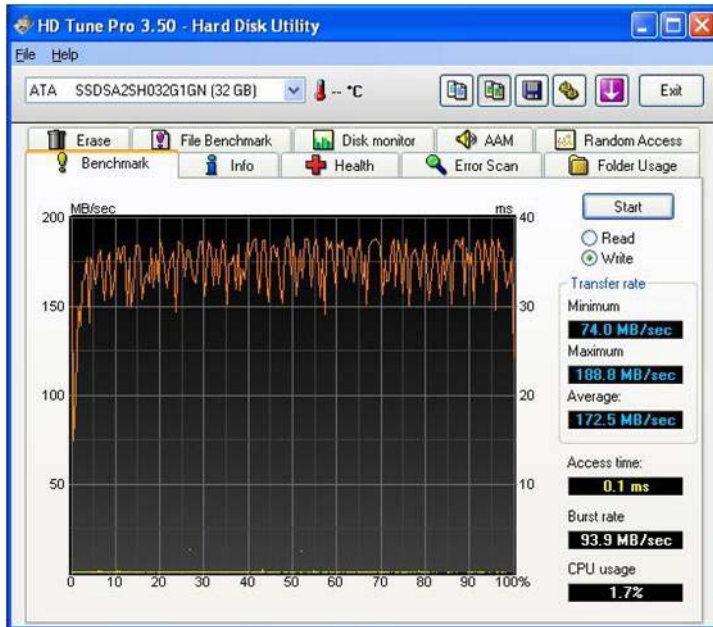 HD Tune Pro 3.50 - Hard Disk Utility
File Help
ATA SSDSA2SH032G1GN (32 GB) -- °C Exit
Erase File Benchmark Disk monitor AAM Random Access
Benchmark Info Health Error Scan Folder Usage
MB/sec ms
200 40
150 30
100 20
50 10
0 10 20 30 40 50 60 70 80 90 100%
Start
Read
Write
Transfer rate
Minimum
74.0 MB/sec
Maximum
188.8 MB/sec
Average:
172.5 MB/sec
Access time:
0.1 ms
Burst rate
93.9 MB/sec
CPU usage
1.7%